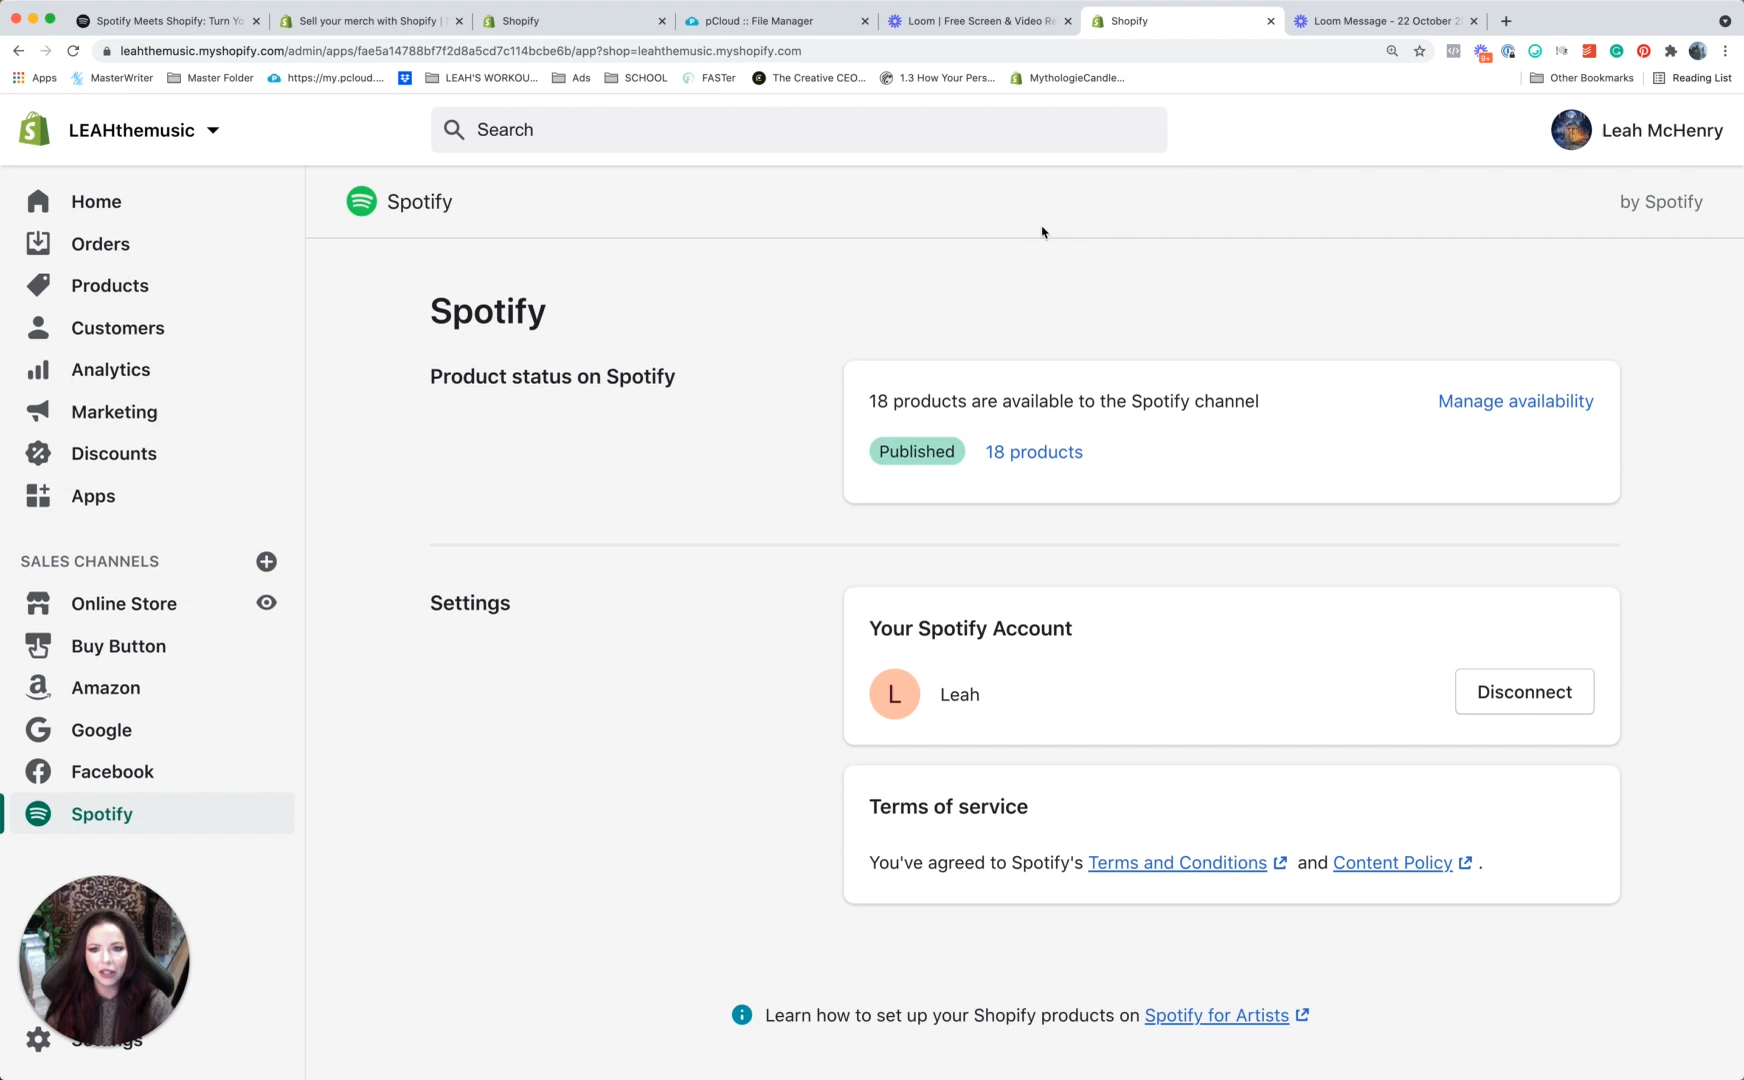 Spotify Meets Shopify: Turn Yo
Sell your merch with Shopify |
Shopify
pCloud :: File Manager
Loom | Free Screen & Video Re
Shopify
Loom Message - 22 October 2
leahthemusic.myshopify.com/admin/apps/fae5a14788bf7f2d8a5cd7c114bcbe6b/app?shop=leahthemusic.myshopify.com
9+
Apps
MasterWriter
Master Folder
https://my.pcloud....
LEAH'S WORKOU...
Ads
SCHOOL
FASTer
The Creative CEO...
1.3 How Your Pers...
MythologieCandle...
Other Bookmarks
Reading List
LEAHthemusic
Search
Leah McHenry
Home
Orders
Products
Customers
Analytics
Marketing
Discounts
Apps
SALES CHANNELS
Online Store
Buy Button
Amazon
Google
Facebook
Spotify
Spotify
by Spotify
Spotify
Product status on Spotify
18 products are available to the Spotify channel
Manage availability
Published
18 products
Settings
Your Spotify Account
L
Leah
Disconnect
Terms of service
You've agreed to Spotify's Terms and Conditions and Content Policy .
Learn how to set up your Shopify products on Spotify for Artists